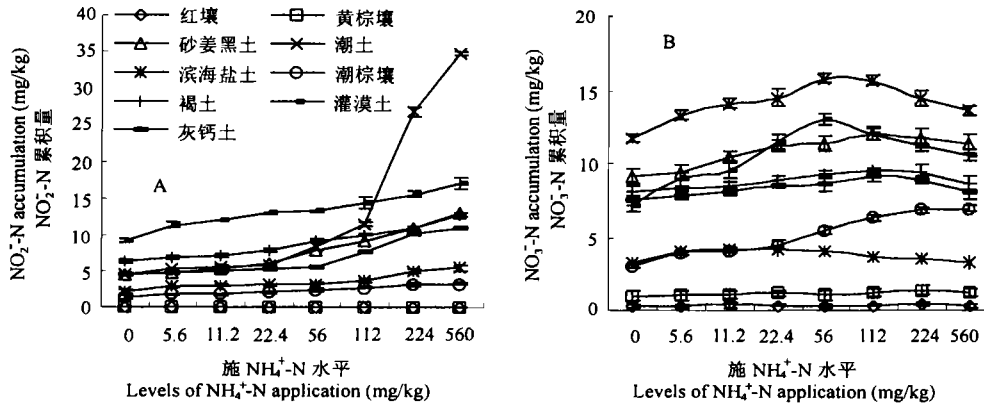 NO₂⁻-N accumulation (mg/kg)
NO₂⁻-N 累积量
40
35
30
25
20
15
10
5
0
红壤
黄棕壤
砂姜黑土
潮土
滨海盐土
潮棕壤
褐土
灌漠土
灰钙土
A
0 5.6 11.2 22.4 56 112 224 560
施 NH₄⁺-N 水平
Levels of NH₄⁺-N application (mg/kg)
NO₃⁻-N accumulation (mg/kg)
NO₃⁻-N 累积量
20
15
10
5
0
B
0 5.6 11.2 22.4 56 112 224 560
施 NH₄⁺-N 水平
Levels of NH₄⁺-N application (mg/kg)